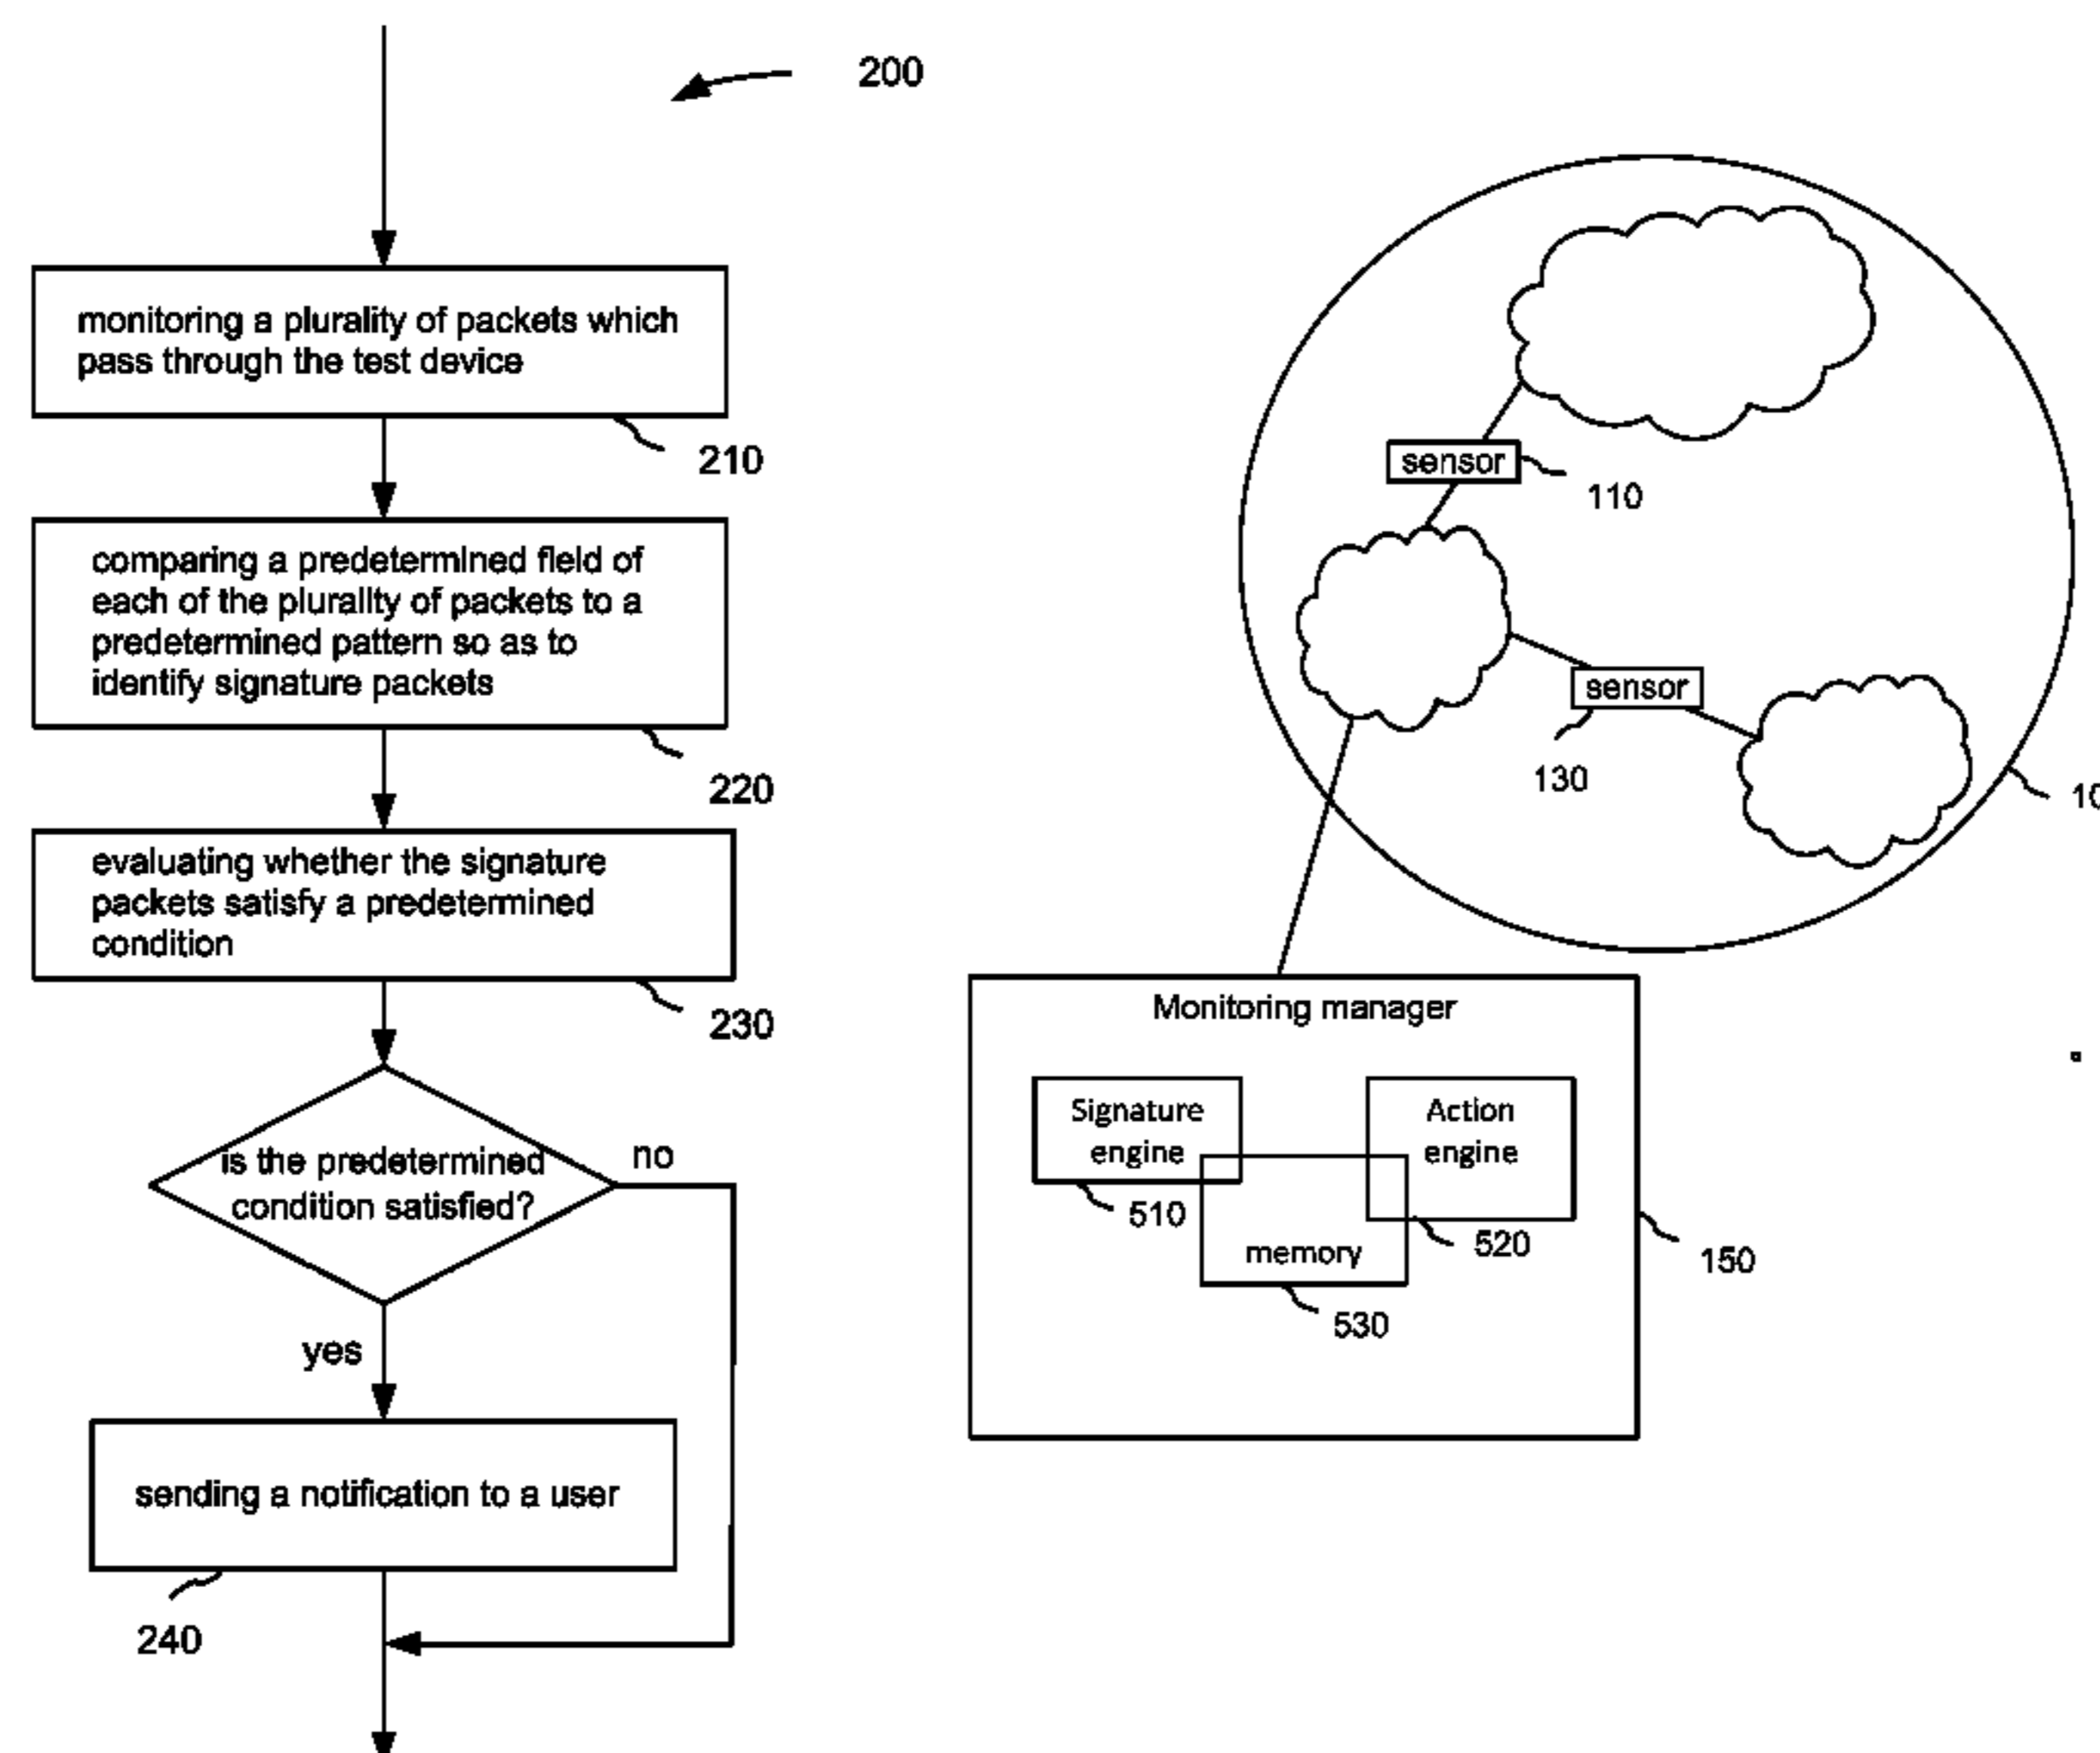 200
monitoring a plurality of packets which
pass through the test device
210
comparing a predetermined field of
each of the plurality of packets to a
predetermined pattern so as to
identify signature packets
220
evaluating whether the signature
packets satisfy a predetermined
condition
230
is the predetermined
condition satisfied?
no
yes
sending a notification to a user
240
sensor
110
sensor
130
Monitoring manager
Signature
engine
510
Action
engine
520
memory
530
150